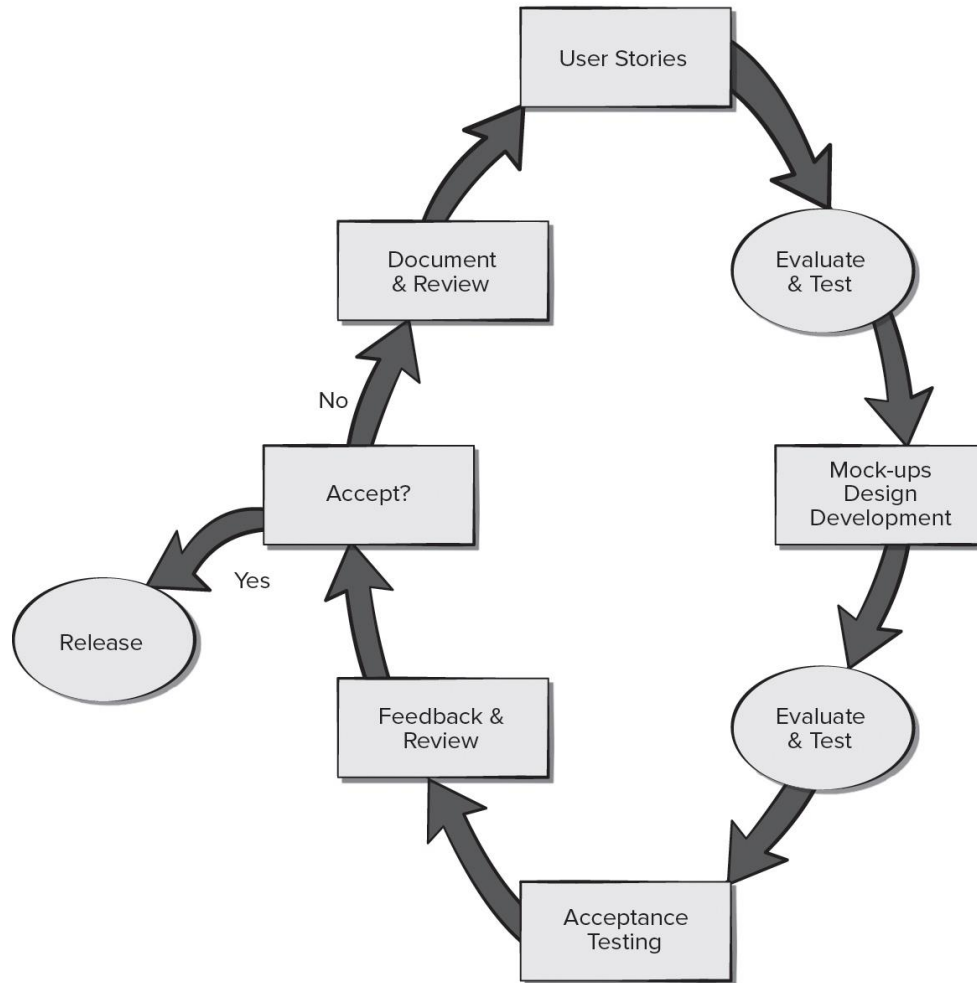 User Stories
Evaluate
& Test
Mock-ups
Design
Development
Evaluate
& Test
Acceptance
Testing
Feedback &
Review
Accept?
No
Yes
Document
& Review
Release